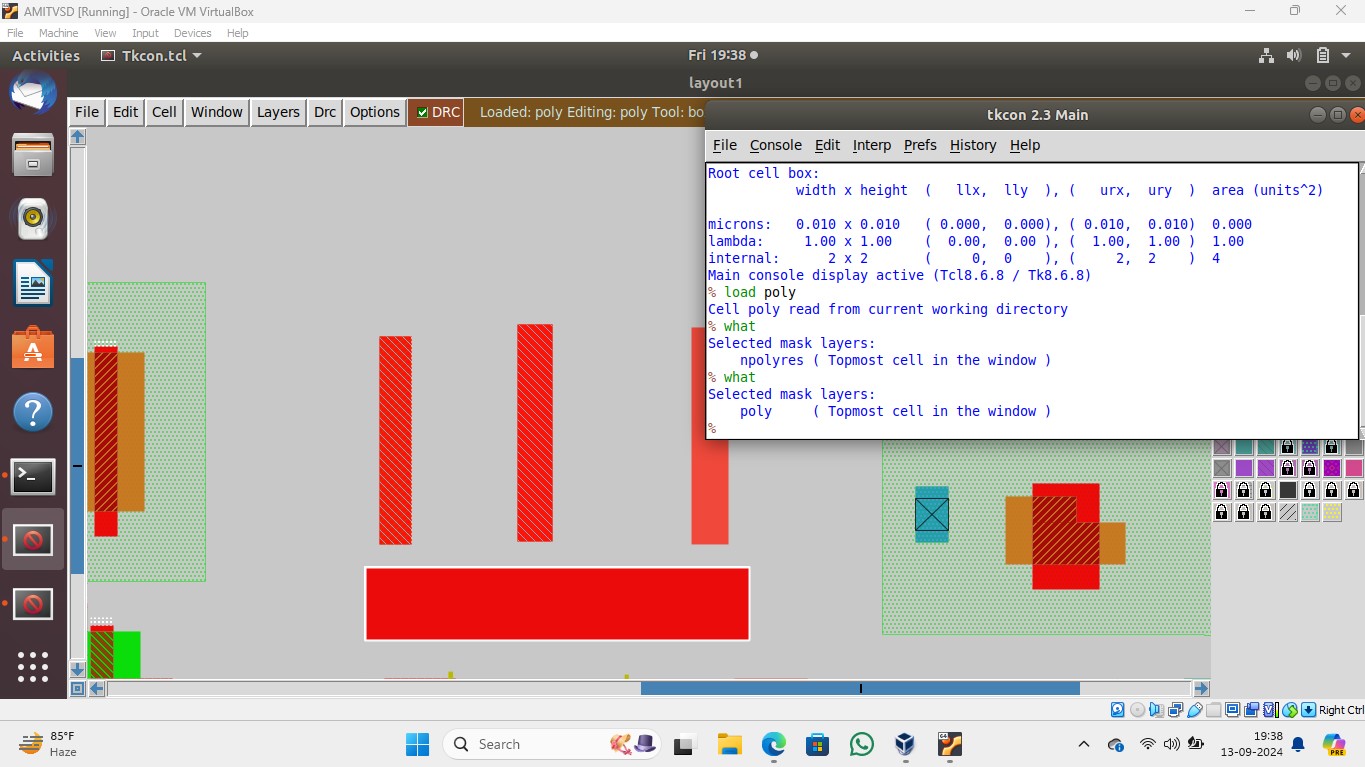 AMITVSD [Running] - Oracle VM VirtualBox
File Machine View Input Devices Help
Activities Tkcon.tcl Fri 19:38
layout1
File Edit Cell Window Layers Drc Options DRC Loaded: poly Editing: poly Tool: bo
tkcon 2.3 Main
File Console Edit Interp Prefs History Help
Root cell box:
width x height ( llx, lly ), ( urx, ury ) area (units^2)
microns: 0.010 x 0.010 ( 0.000, 0.000), ( 0.010, 0.010) 0.000
lambda: 1.00 x 1.00 ( 0.00, 0.00 ), ( 1.00, 1.00 ) 1.00
internal: 2 x 2 ( 0, 0 ), ( 2, 2 ) 4
Main console display active (Tcl8.6.8 / Tk8.6.8)
% load poly
Cell poly read from current working directory
% what
Selected mask layers:
npolyres ( Topmost cell in the window )
% what
Selected mask layers:
poly ( Topmost cell in the window )
%
Right Ctrl
85°F
Haze
Search
19:38
13-09-2024
PRE